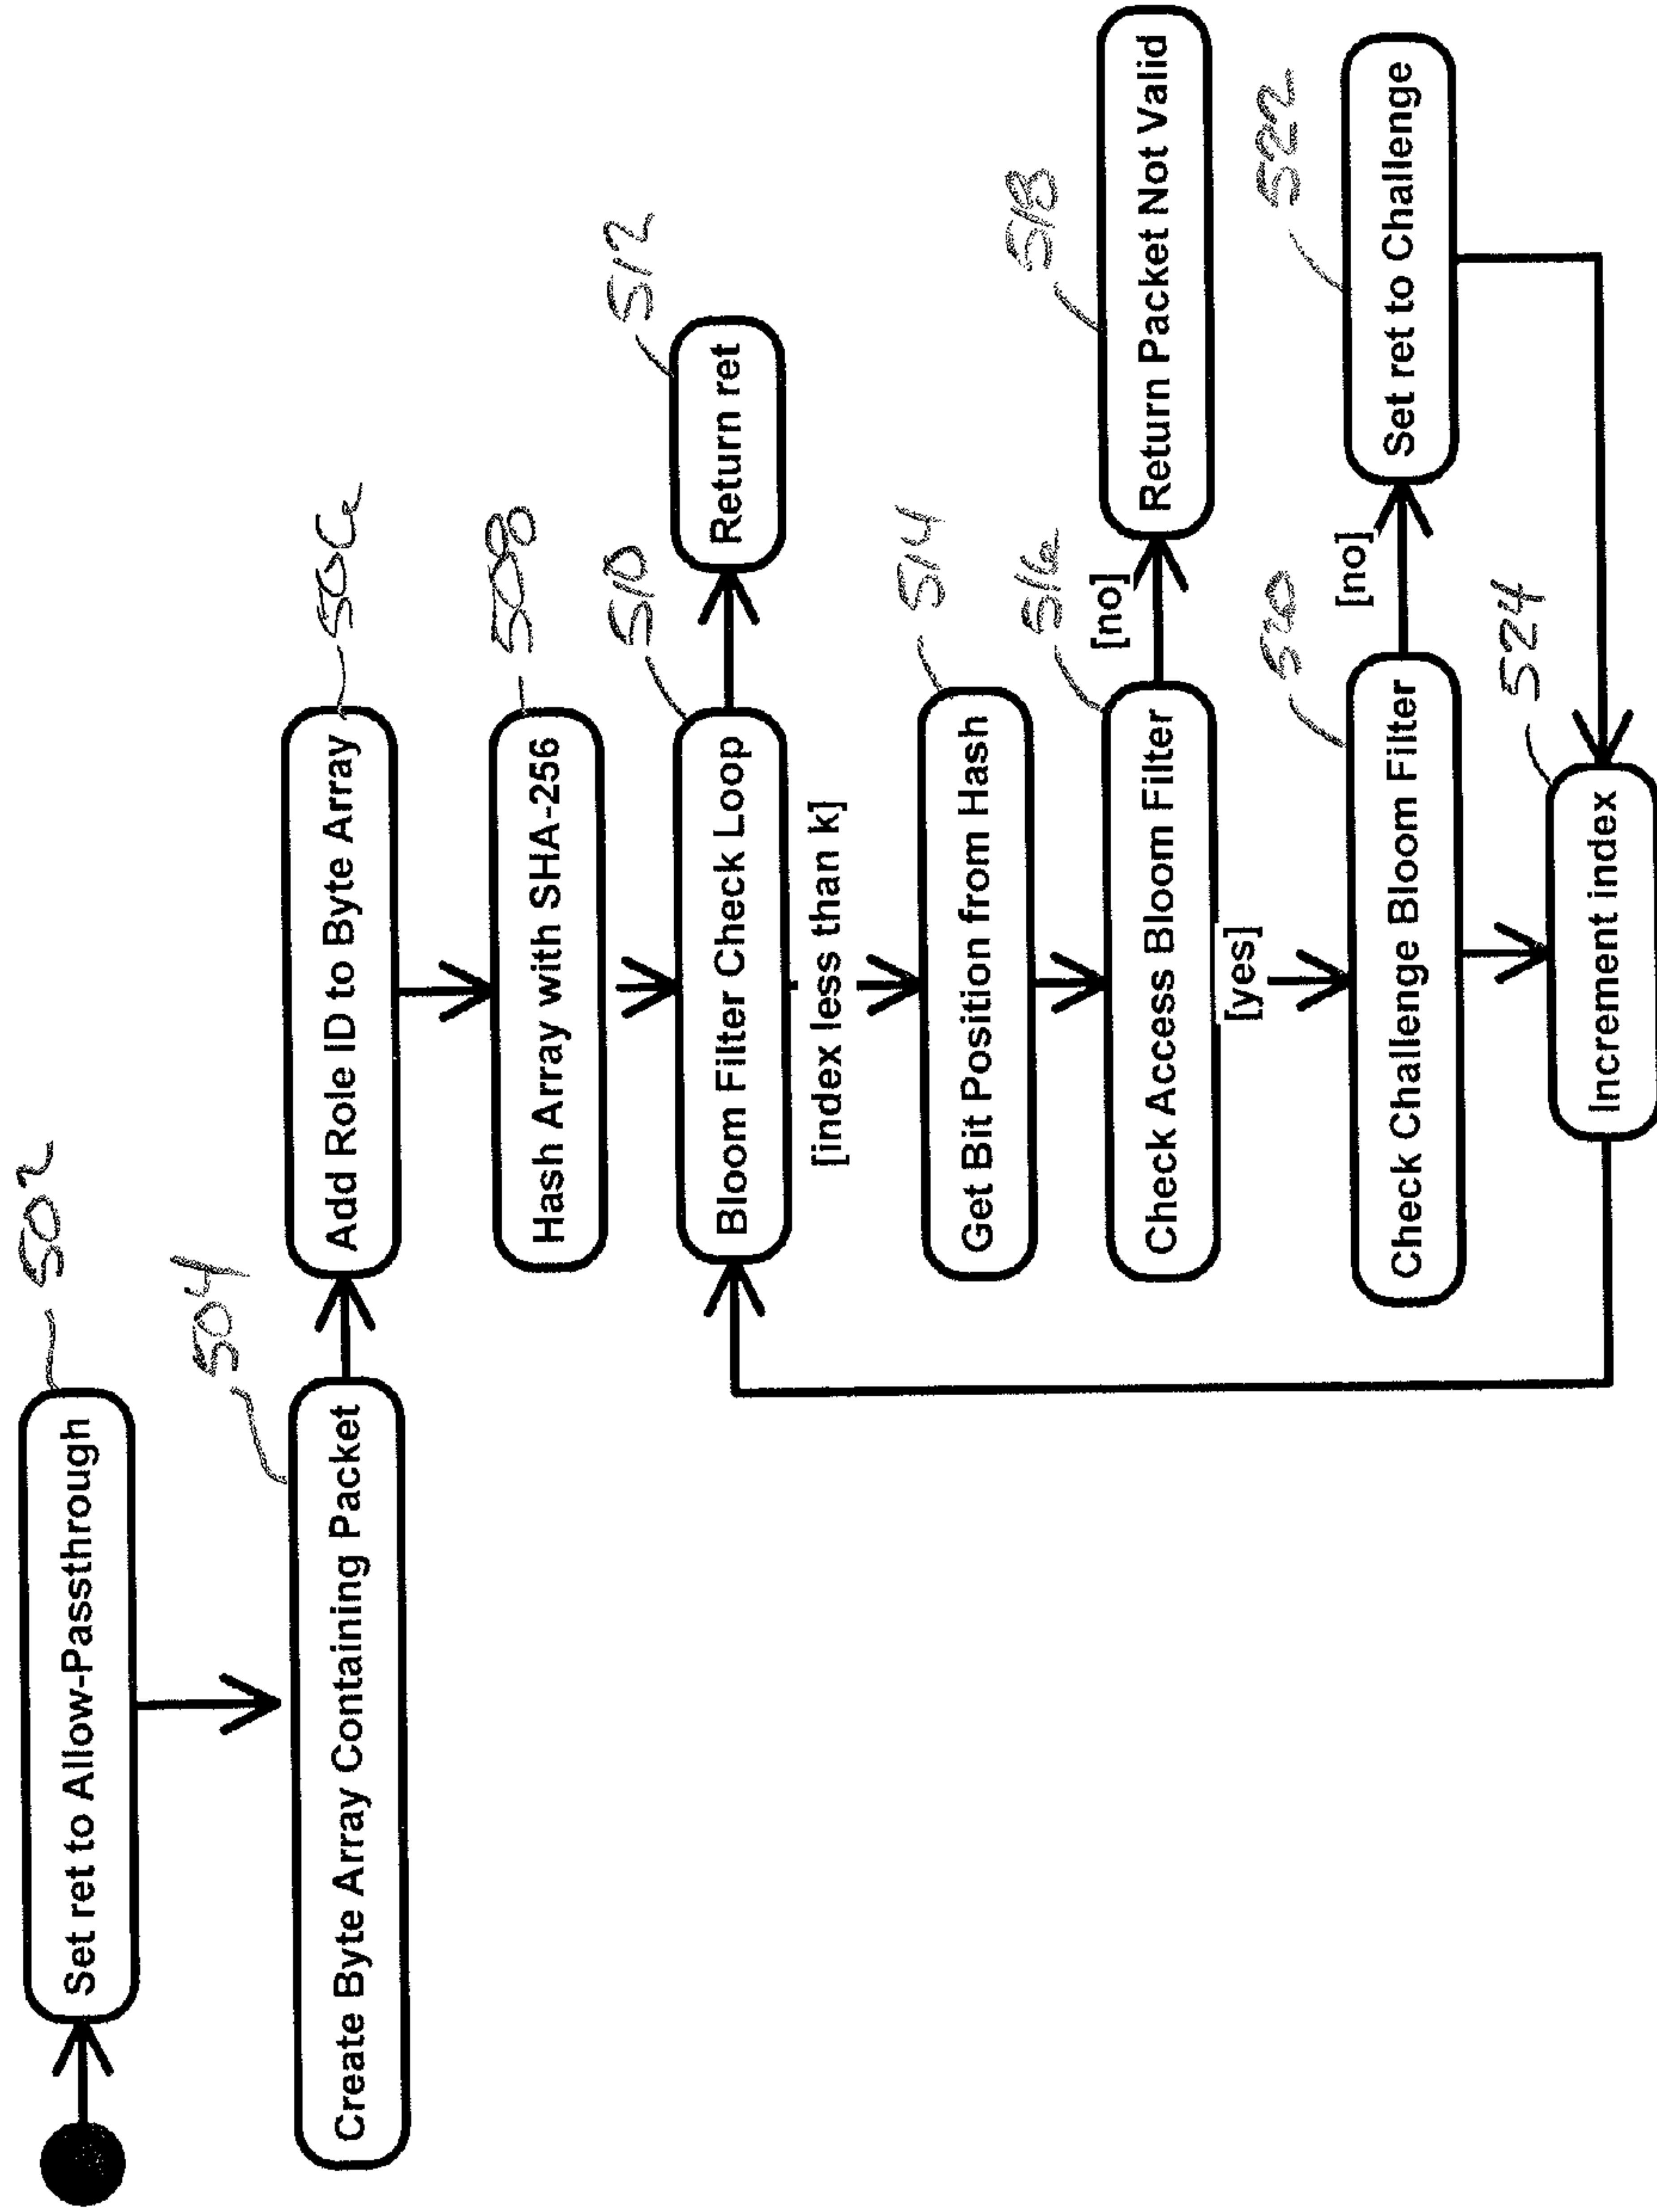 502
Set ret to Allow-Passthrough
504
Create Byte Array Containing Packet
506
Add Role ID to Byte Array
508
Hash Array with SHA-256
510
Bloom Filter Check Loop
512
Return ret
[index less than k]
514
Get Bit Position from Hash
516
Check Access Bloom Filter
[no]
518
Return Packet Not Valid
[yes]
520
Check Challenge Bloom Filter
[no]
522
Set ret to Challenge
524
Increment index